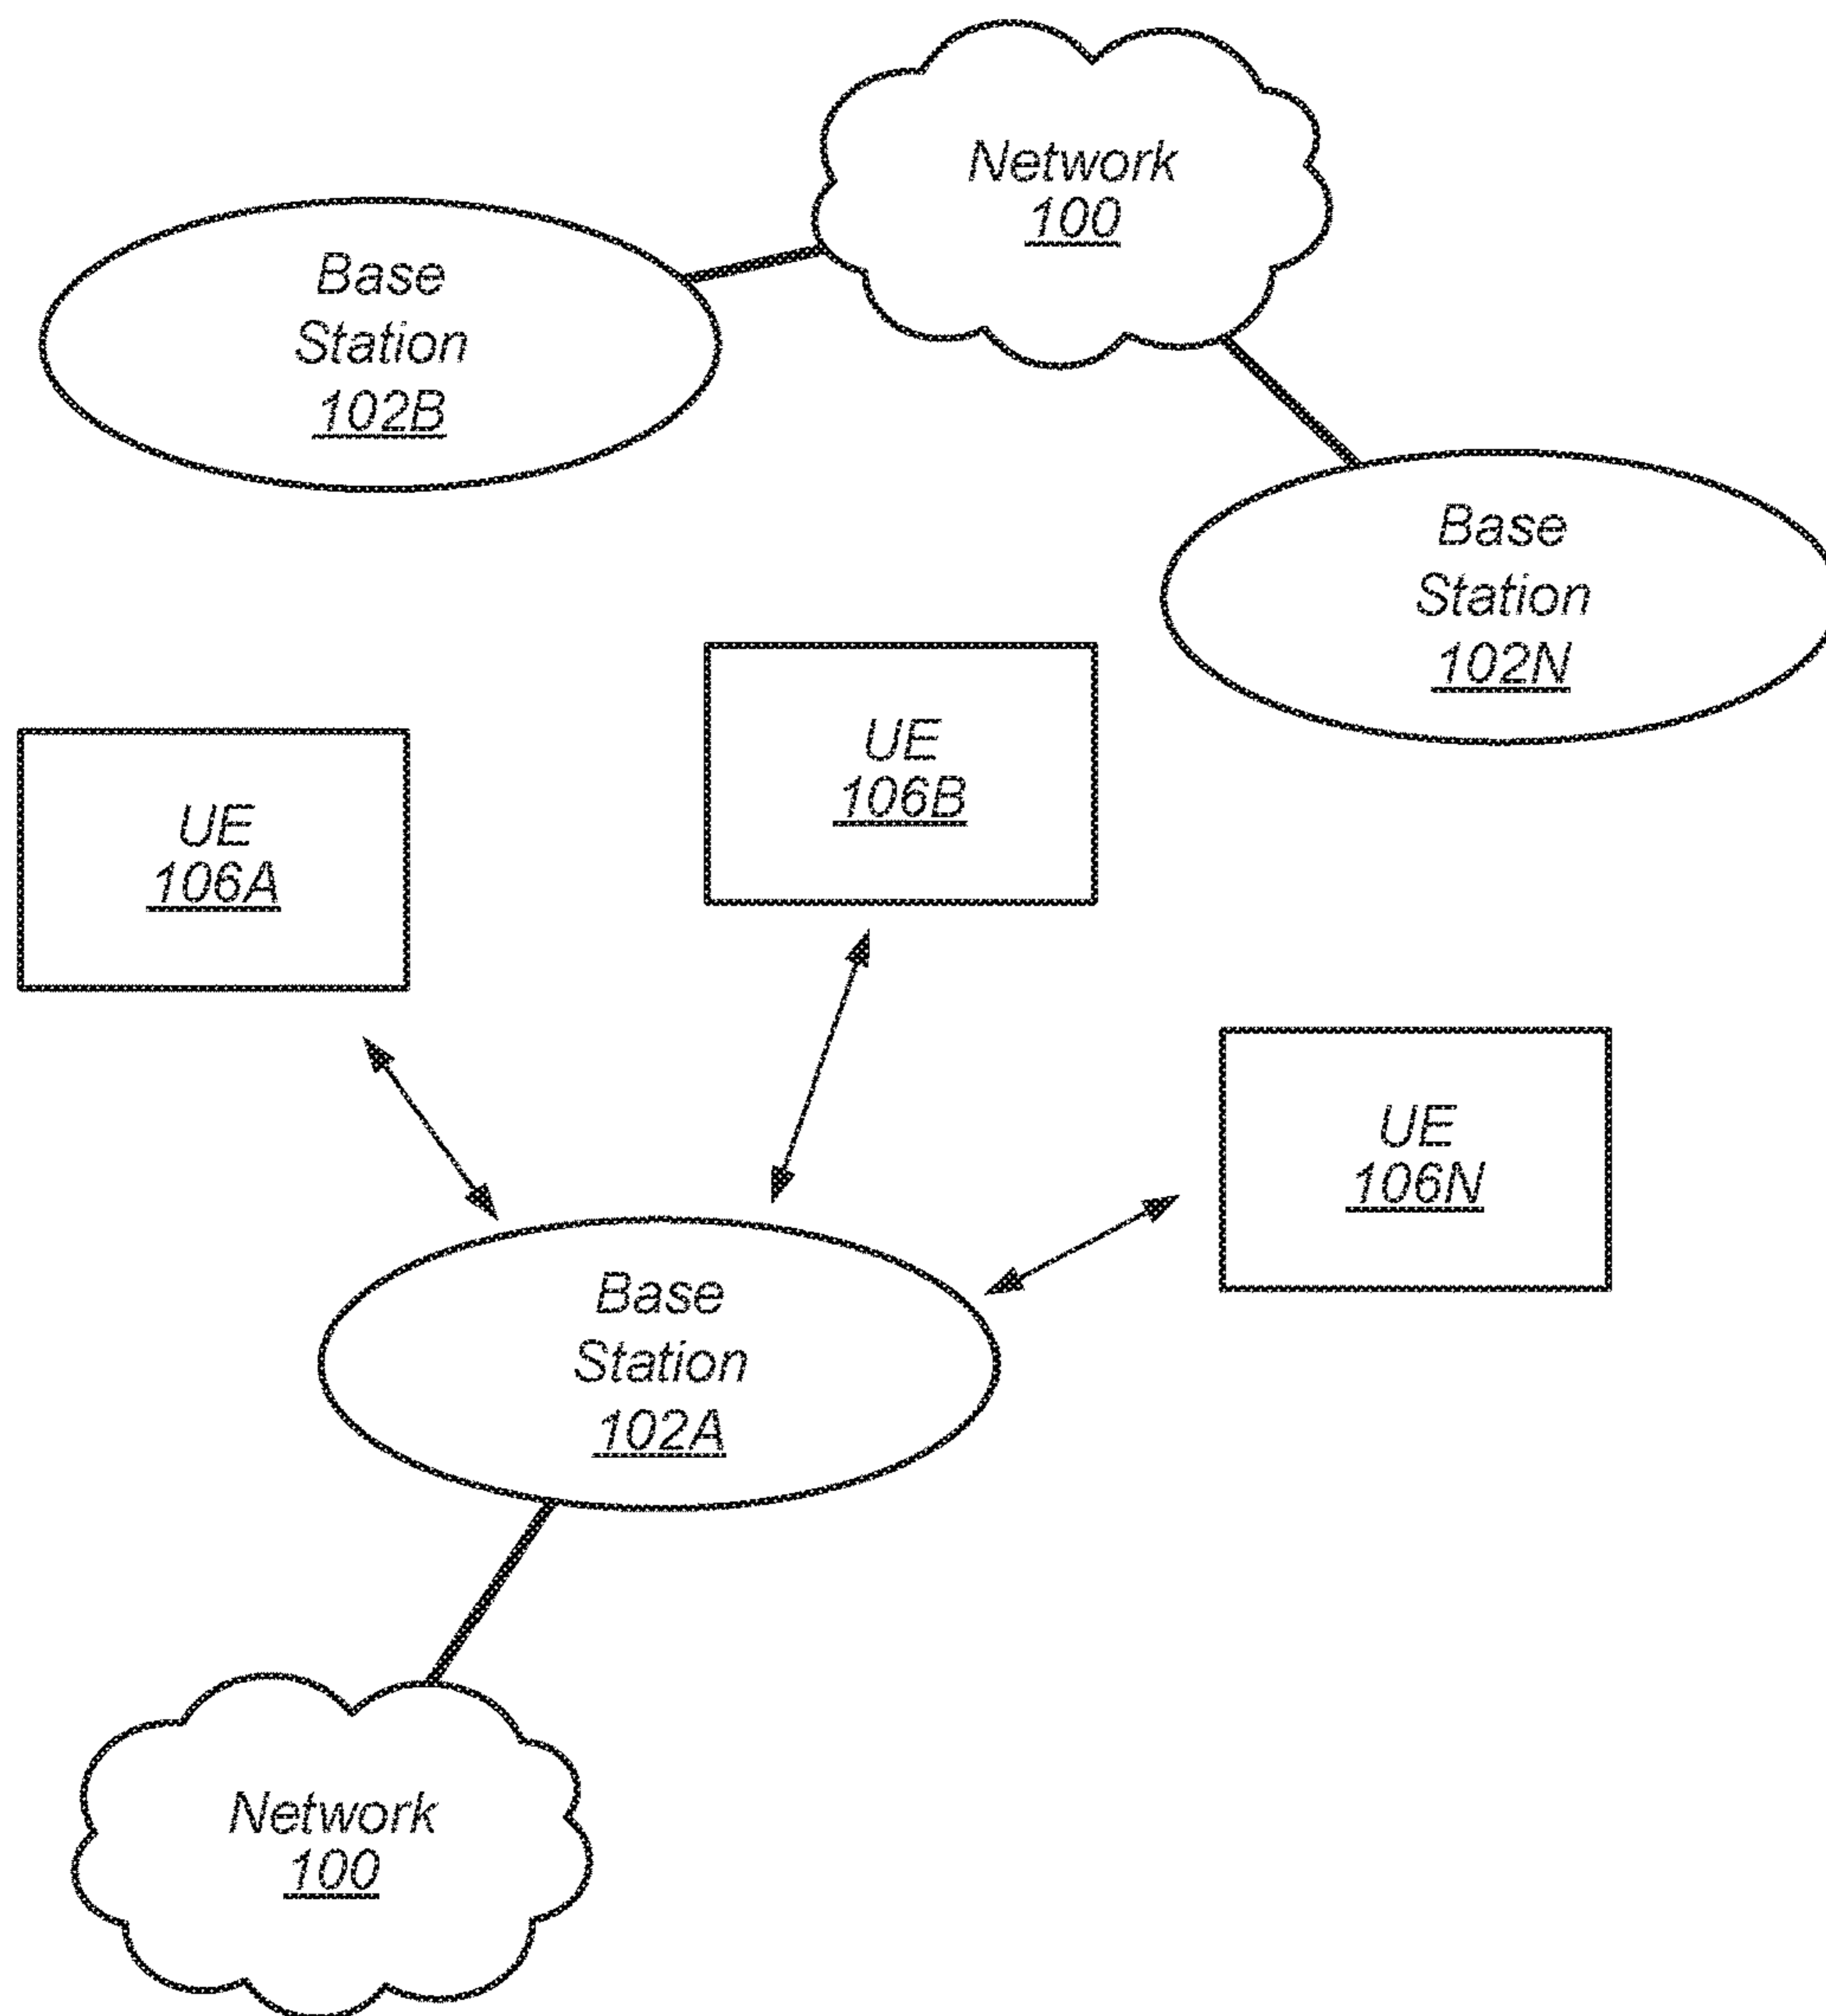 Network
100
Base
Station
102B
Base
Station
102N
UE
106B
UE
106A
UE
106N
Base
Station
102A
Network
100